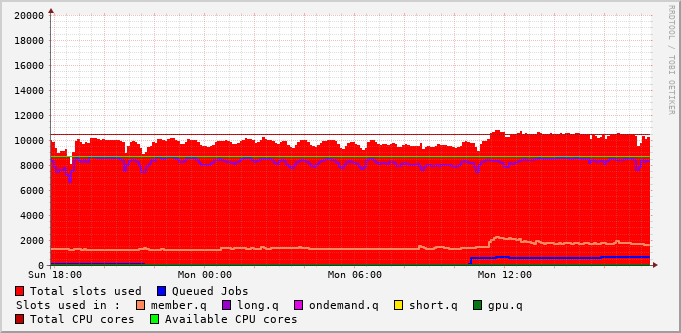 20000
18000
16000
14000
12000
10000
8000
6000
4000
2000
0
Sun 18:00 Mon 00:00 Mon 06:00 Mon 12:00
RRDTOOL / TOBI OETIKER
Total slots used Queued Jobs
Slots used in : member.q long.q ondemand.q short.q gpu.q
Total CPU cores Available CPU cores